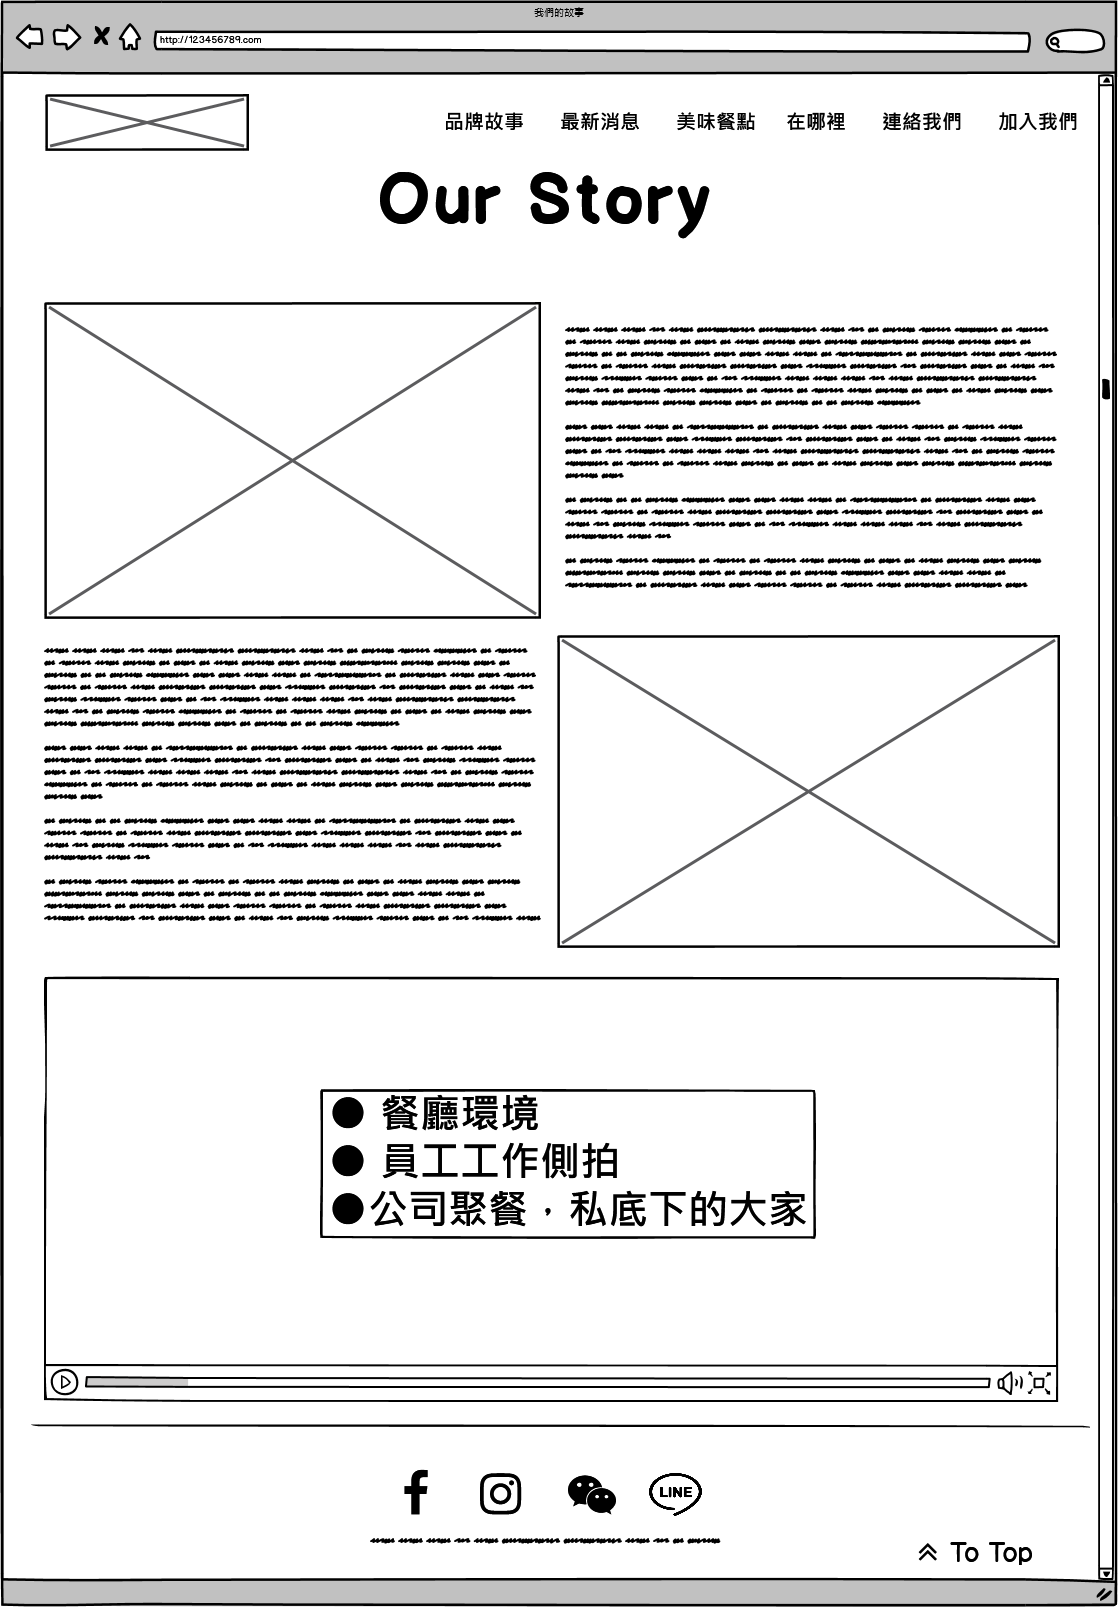 我們的故事
http://123456789.com
品牌故事 最新消息 美味餐點 在哪裡 連絡我們 加入我們
Our Story
● 餐廳環境
● 員工工作側拍
●公司聚餐，私底下的大家
LINE
To Top